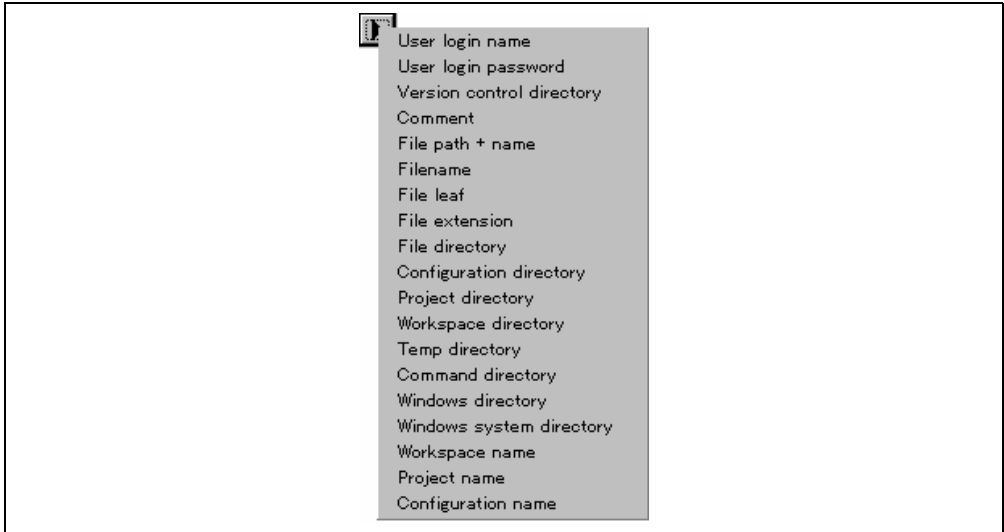 User login name
User login password
Version control directory
Comment
File path + name
Filename
File leaf
File extension
File directory
Configuration directory
Project directory
Workspace directory
Temp directory
Command directory
Windows directory
Windows system directory
Workspace name
Project name
Configuration name